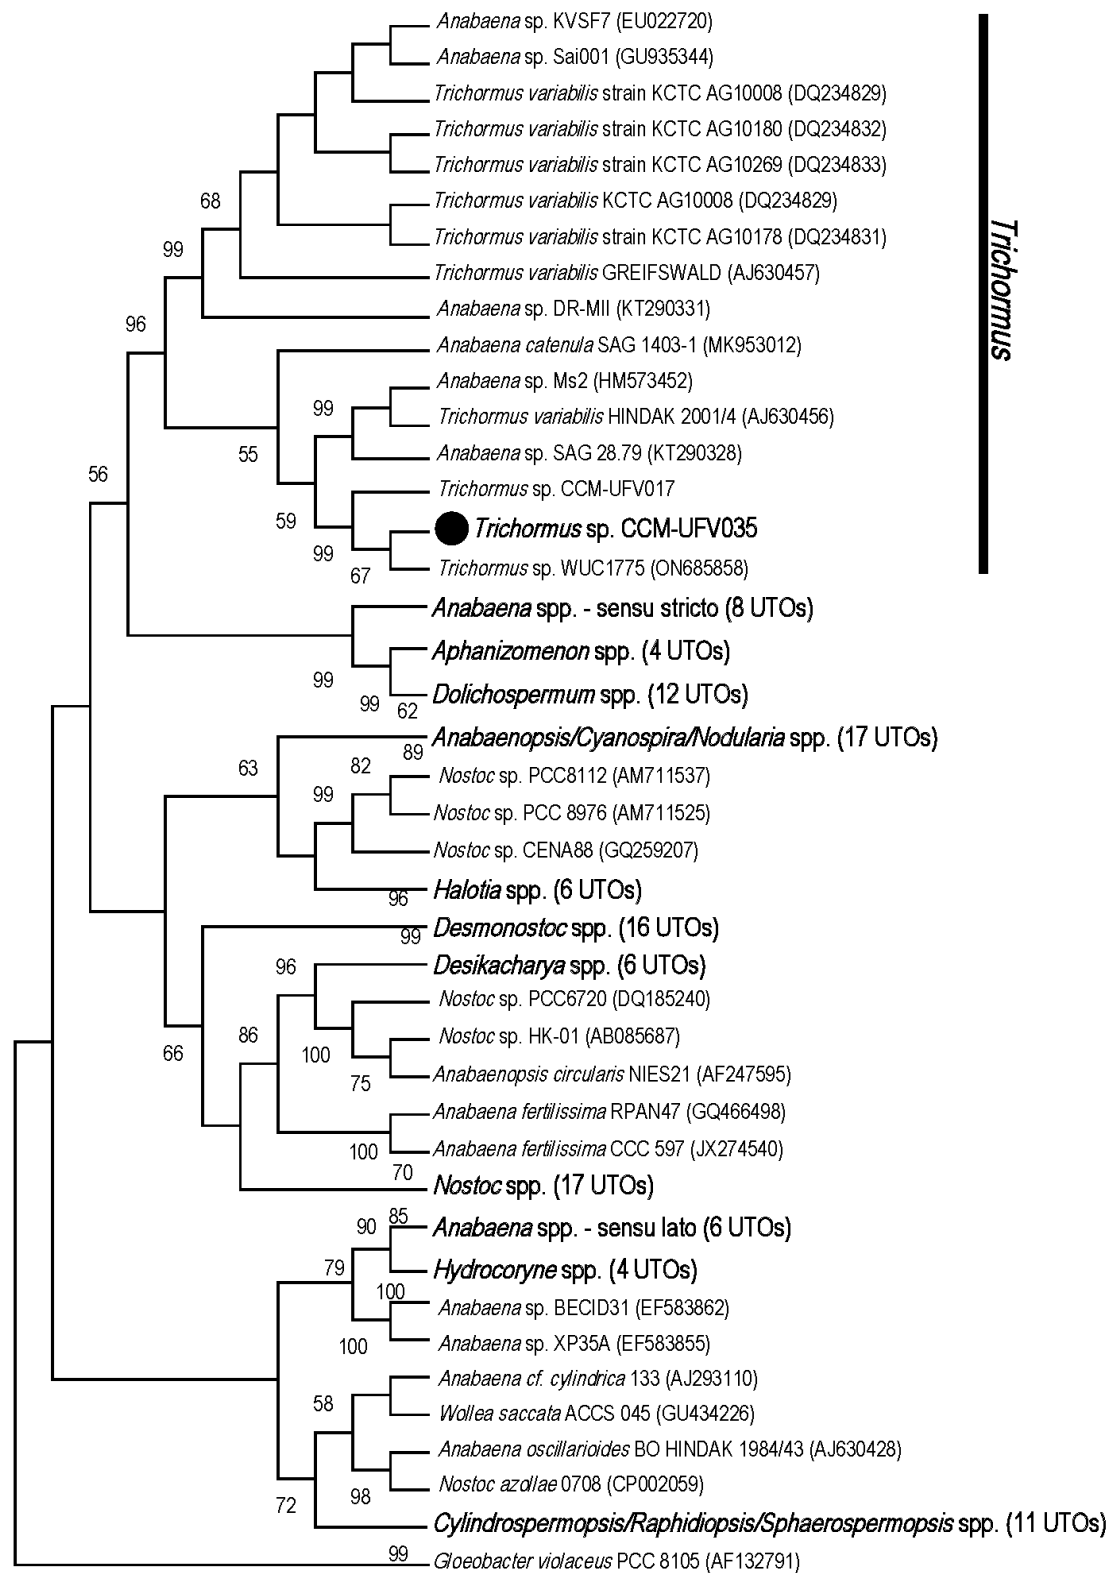 Anabaena sp. KVSF7 (EU022720)
Anabaena sp. Sai001 (GU935344)
Trichormus variabilis strain KCTC AG10008 (DQ234829)
Trichormus variabilis strain KCTC AG10180 (DQ234832)
Trichormus variabilis strain KCTC AG10269 (DQ234833)
68
Trichormus variabilis KCTC AG10008 (DQ234829)
Trichormus variabilis strain KCTC AG10178 (DQ234831)
Trichormus
99
Trichormus variabilis GREIFSWALD (AJ630457)
Anabaena sp. DR-MII (KT290331)
96
Anabaena catenula SAG 1403-1 (MK953012)
Anabaena sp. Ms2 (HM573452)
99
Trichormus variabilis HINDAK 2001/4 (AJ630456)
55
Anabaena sp. SAG 28.79 (KT290328)
56
Trichormus sp. CCM-UFV017
59
Trichormus sp. CCM-UFV035
99
67
Trichormus sp. WUC1775 (ON685858)
Anabaena spp. - sensu stricto (8 UTOs)
Aphanizomenon spp. (4 UTOs)
99
99
62
Dolichospermum spp. (12 UTOs)
Anabaenopsis/Cyanospira/Nodularia spp. (17 UTOs)
89
63
82
Nostoc sp. PCC8112 (AM711537)
99
Nostoc sp. PCC 8976 (AM711525)
Nostoc sp. CENA88 (GQ259207)
Halotia spp. (6 UTOs)
96
Desmonostoc spp. (16 UTOs)
99
96
Desikacharya spp. (6 UTOs)
Nostoc sp. PCC6720 (DQ185240)
86
Nostoc sp. HK-01 (AB085687)
66
100
75
Anabaenopsis circularis NIES21 (AF247595)
Anabaena fertilissima RPAN47 (GQ466498)
100
Anabaena fertilissima CCC 597 (JX274540)
70
Nostoc spp. (17 UTOs)
85
90
Anabaena spp. - sensu lato (6 UTOs)
79
Hydrocoryne spp. (4 UTOs)
100
Anabaena sp. BECID31 (EF583862)
100
Anabaena sp. XP35A (EF583855)
Anabaena cf. cylindrica 133 (AJ293110)
58
Wollea saccata ACCS 045 (GU434226)
Anabaena oscillarioides BO HINDAK 1984/43 (AJ630428)
98
Nostoc azollae 0708 (CP002059)
72
Cylindrospermopsis/Raphidiopsis/Sphaerospermopsis spp. (11 UTOs)
99
Gloeobacter violaceus PCC 8105 (AF132791)